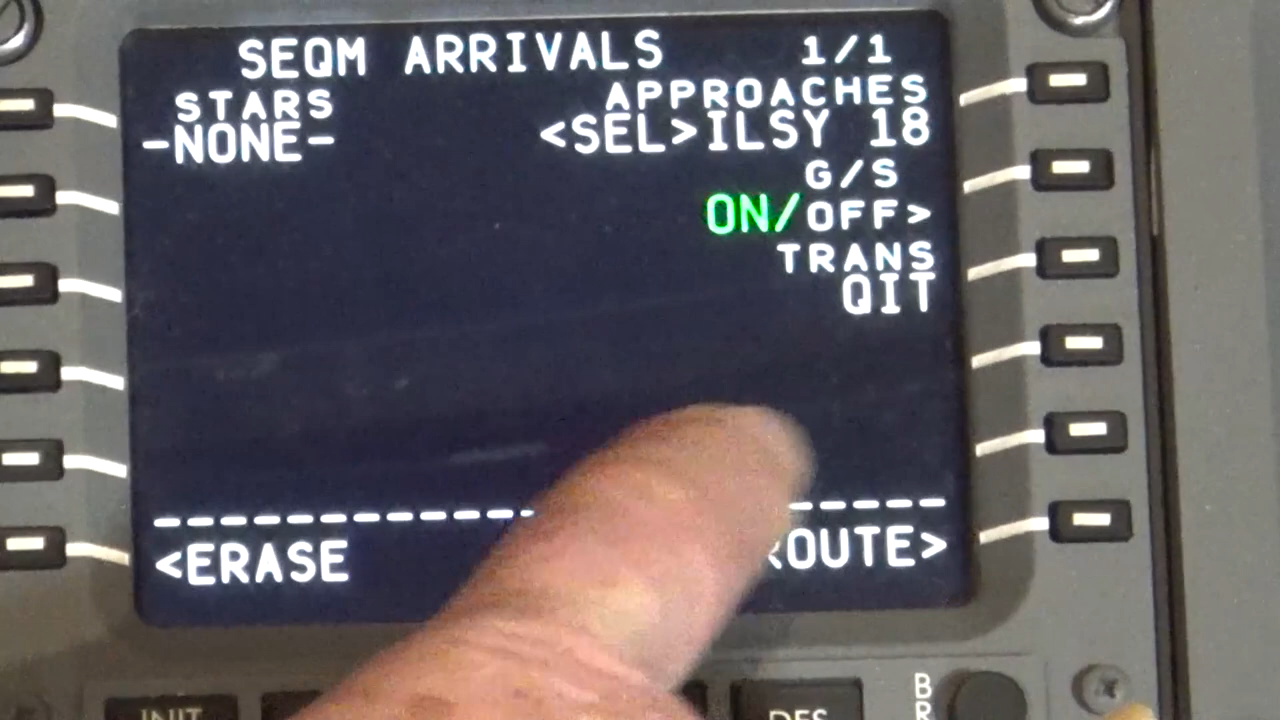 SEQM ARRIVALS 1/1
STARS APPROACHES
-NONE- <SEL>ILSY 18
G/S
ON/OFF>
TRANS
QIT
<ERASE ROUTE>
INIT DES B
R